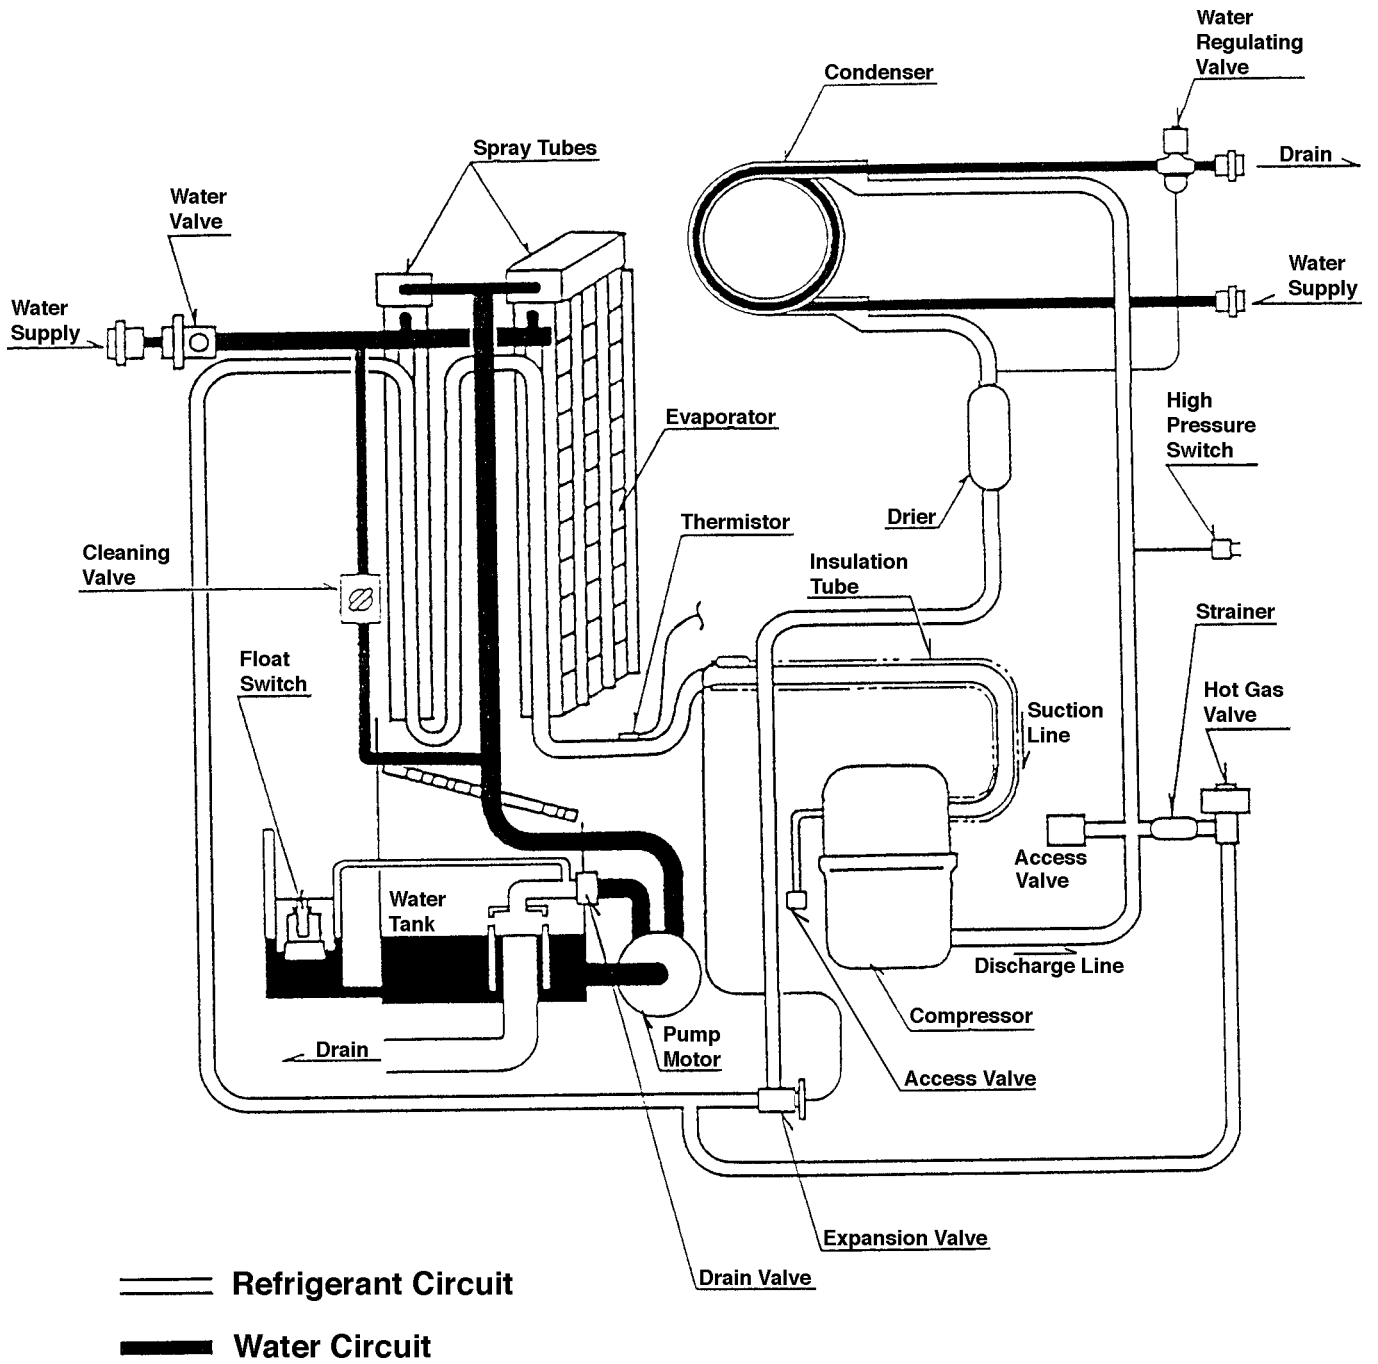 Water
Regulating
Valve
Condenser
Drain
Spray Tubes
Water
Valve
Water
Supply
Water
Supply
High
Pressure
Switch
Evaporator
Thermistor
Drier
Cleaning
Valve
Insulation
Tube
Strainer
Float
Switch
Hot Gas
Valve
Suction
Line
Access
Valve
Water
Tank
Discharge Line
Compressor
Drain
Pump
Motor
Access Valve
Expansion Valve
Drain Valve
Refrigerant Circuit
Water Circuit